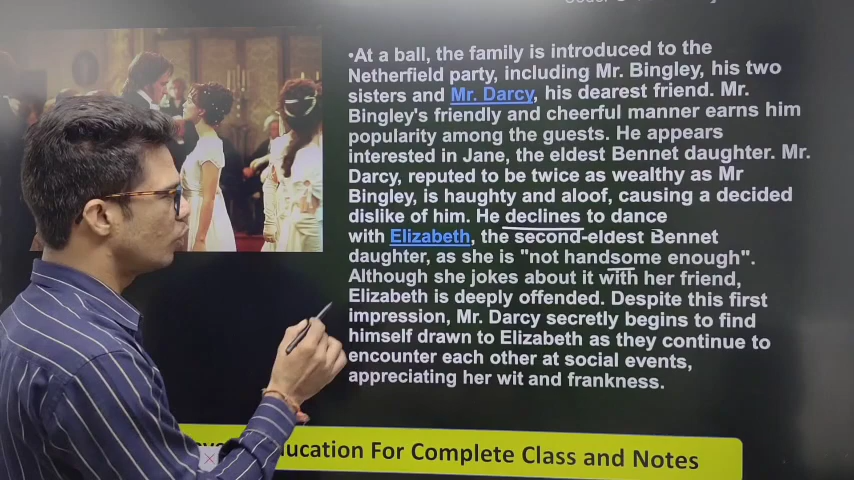 •At a ball, the family is introduced to the
Netherfield party, including Mr. Bingley, his two
sisters and Mr. Darcy, his dearest friend. Mr.
Bingley's friendly and cheerful manner earns him
popularity among the guests. He appears
interested in Jane, the eldest Bennet daughter. Mr.
Darcy, reputed to be twice as wealthy as Mr
Bingley, is haughty and aloof, causing a decided
dislike of him. He declines to dance
with Elizabeth, the second-eldest Bennet
daughter, as she is "not handsome enough".
Although she jokes about it with her friend,
Elizabeth is deeply offended. Despite this first
impression, Mr. Darcy secretly begins to find
himself drawn to Elizabeth as they continue to
encounter each other at social events,
appreciating her wit and frankness.
For Complete Class and Notes